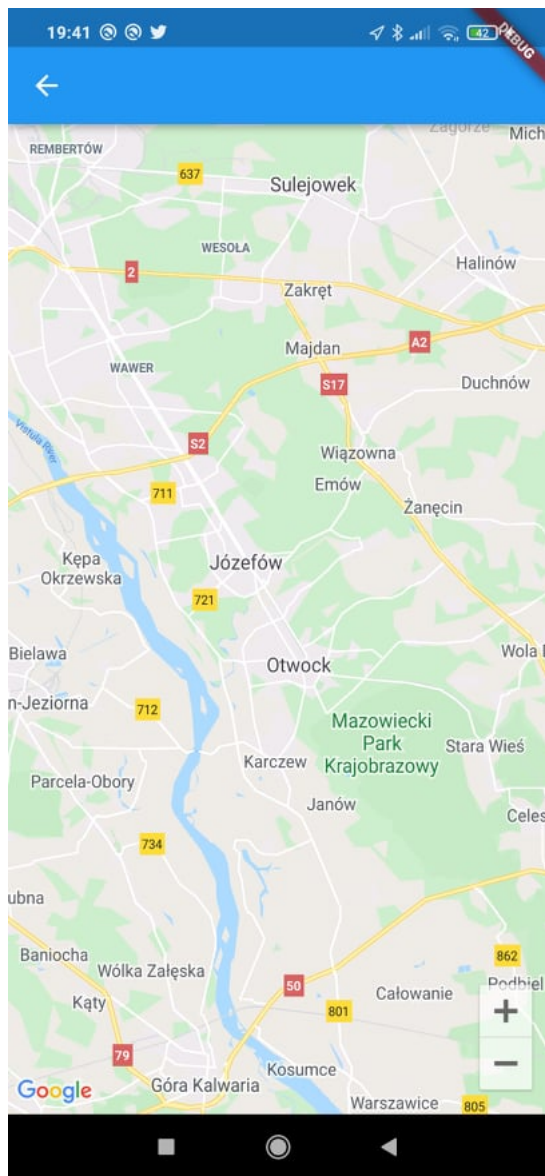 19:41
42
DEBUG
Zagórze
Mich
REMBERTÓW
637
Sulejowek
WESOŁA
2
Halinów
Zakręt
A2
Majdan
WAWER
S17
Duchnów
Vistula River
S2
Wiązowna
Emów
711
Żanęcin
Kępa
Okrzewska
Józefów
721
Bielawa
Wola D
Otwock
n-Jeziorna
712
Mazowiecki
Park
Krajobrazowy
Stara Wieś
Karczew
Parcela-Obory
Janów
Celes
734
ubna
Baniocha
862
Wólka Załęska
Podbiel
50
Całowanie
Kąty
801
+
−
79
Kosumce
Google
Góra Kalwaria
Warszawice
805